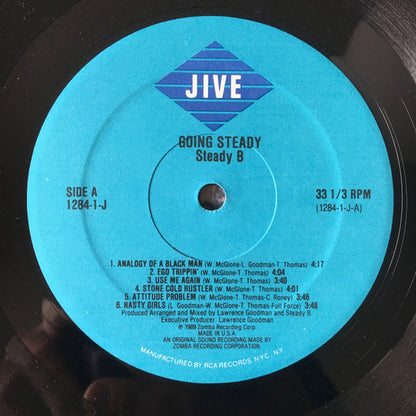 JIVE
GOING STEADY
Steady B
SIDE A
1284-1-J
33 1/3 RPM
(1284-1-J-A)
1. ANALOGY OF A BLACK MAN (W. McGlone-L. Goodman-T. Thomas) 4:17
2. EGO TRIPPIN' (W. McGlone-T. Thomas) 4:04
3. USE ME AGAIN (W. McGlone-T. Thomas) 3:40
4. STONE COLD HUSTLER (W. McGlone-T. Thomas) 4:01
5. ATTITUDE PROBLEM (W. McGlone-T. Thomas-C. Roney) 3:46
6. NASTY GIRLS (L. Goodman-W. McGlone-T. Thomas-Full Force) 3:48
Produced Arranged and Mixed by Lawrence Goodman and Steady B.
Executive Producer: Lawrence Goodman
© 1989 Zomba Recording Corp.
MADE IN U.S.A.
AN ORIGINAL SOUND RECORDING MADE BY
ZOMBA RECORDING CORPORATION.
MANUFACTURED BY RCA RECORDS, N.Y.C. N.Y.